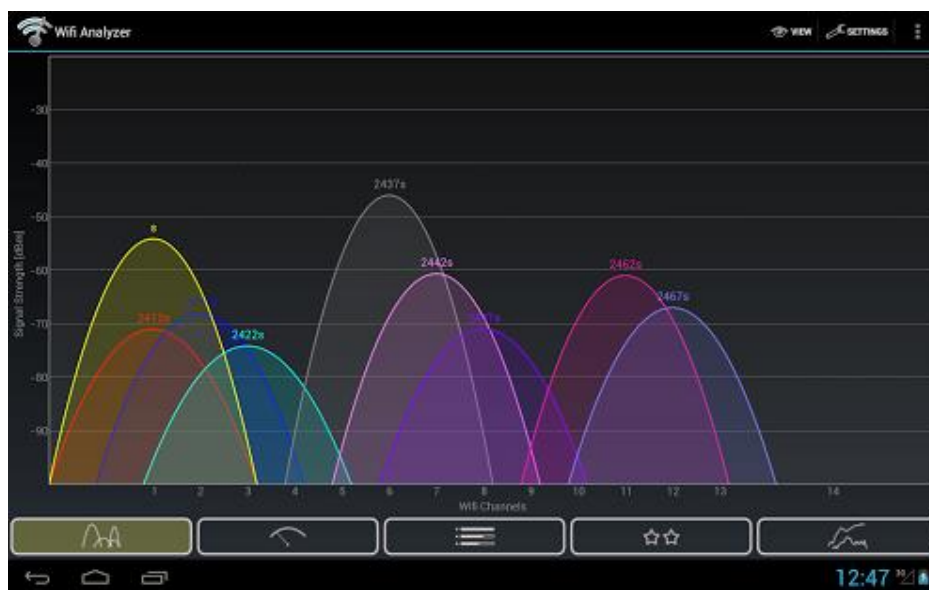 Wifi Analyzer
VIEW
SETTINGS
Signal Strength [dBm]
-30
-40
-50
-60
-70
-80
-90
s
2412s
2422s
2437s
2442s
2462s
2467s
1 2 3 4 5 6 7 8 9 10 11 12 13 14
Wifi Channels
12:47
3G